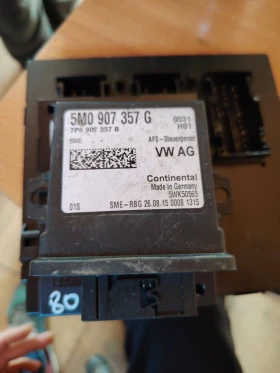 5M0 907 357 G
0031
7P6 907 357 B
H01
SME
AFS-Steuergerät
VW AG
Continental
Made in Germany
5WK50565
01S
SME-RBG 26.08.15 0008 1315
80